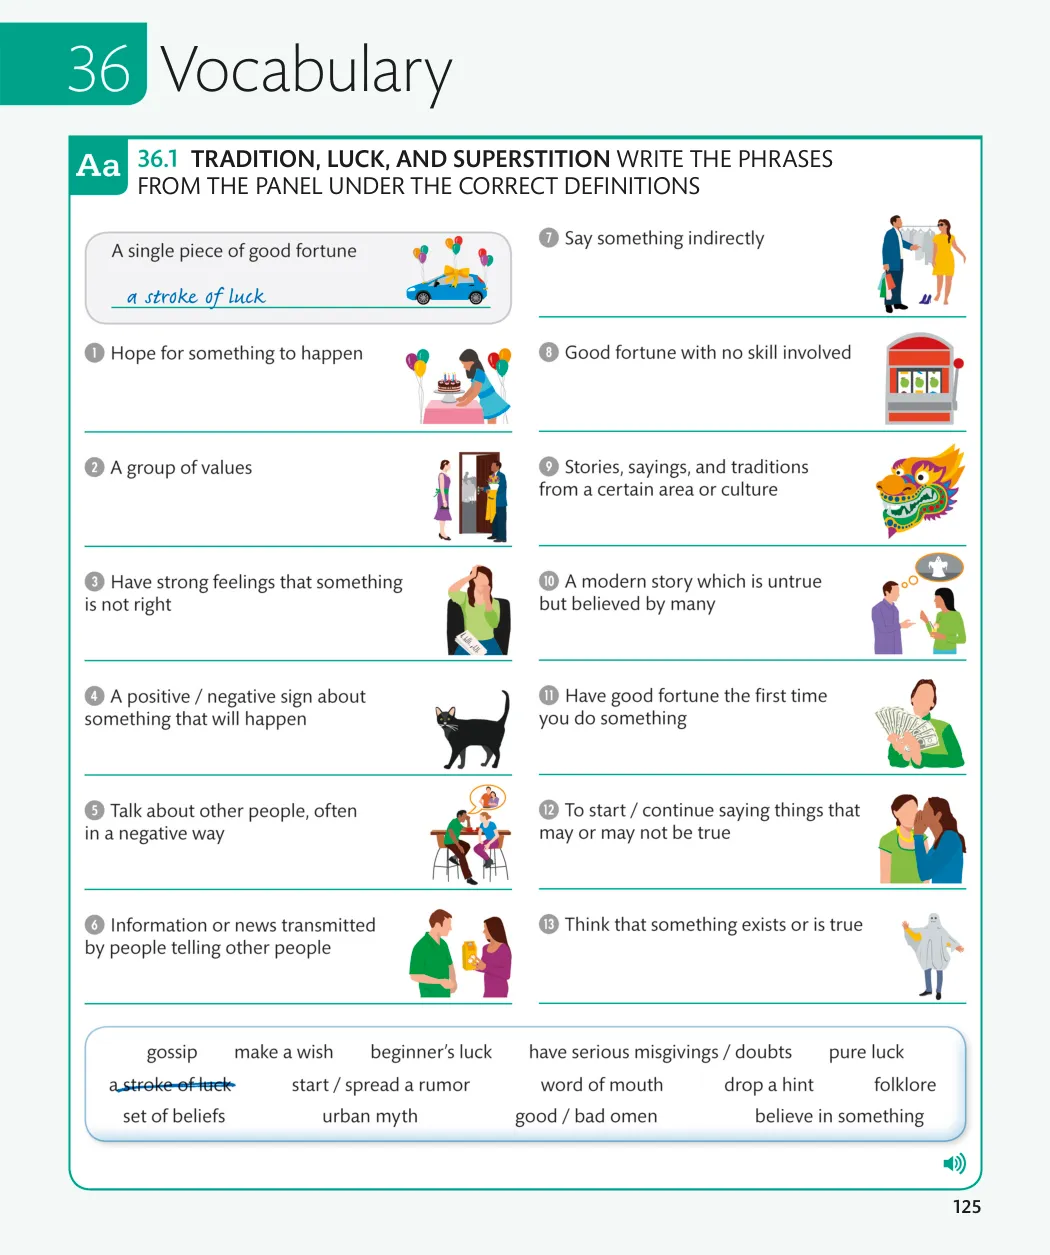 36 Vocabulary
Aa
36.1 TRADITION, LUCK, AND SUPERSTITION WRITE THE PHRASES
FROM THE PANEL UNDER THE CORRECT DEFINITIONS
A single piece of good fortune
a stroke of luck
1 Hope for something to happen
2 A group of values
3 Have strong feelings that something
is not right
4 A positive / negative sign about
something that will happen
5 Talk about other people, often
in a negative way
6 Information or news transmitted
by people telling other people
7 Say something indirectly
8 Good fortune with no skill involved
9 Stories, sayings, and traditions
from a certain area or culture
10 A modern story which is untrue
but believed by many
11 Have good fortune the first time
you do something
12 To start / continue saying things that
may or may not be true
13 Think that something exists or is true
gossip make a wish beginner's luck have serious misgivings / doubts pure luck
a stroke of luck start / spread a rumor word of mouth drop a hint folklore
set of beliefs urban myth good / bad omen believe in something
125